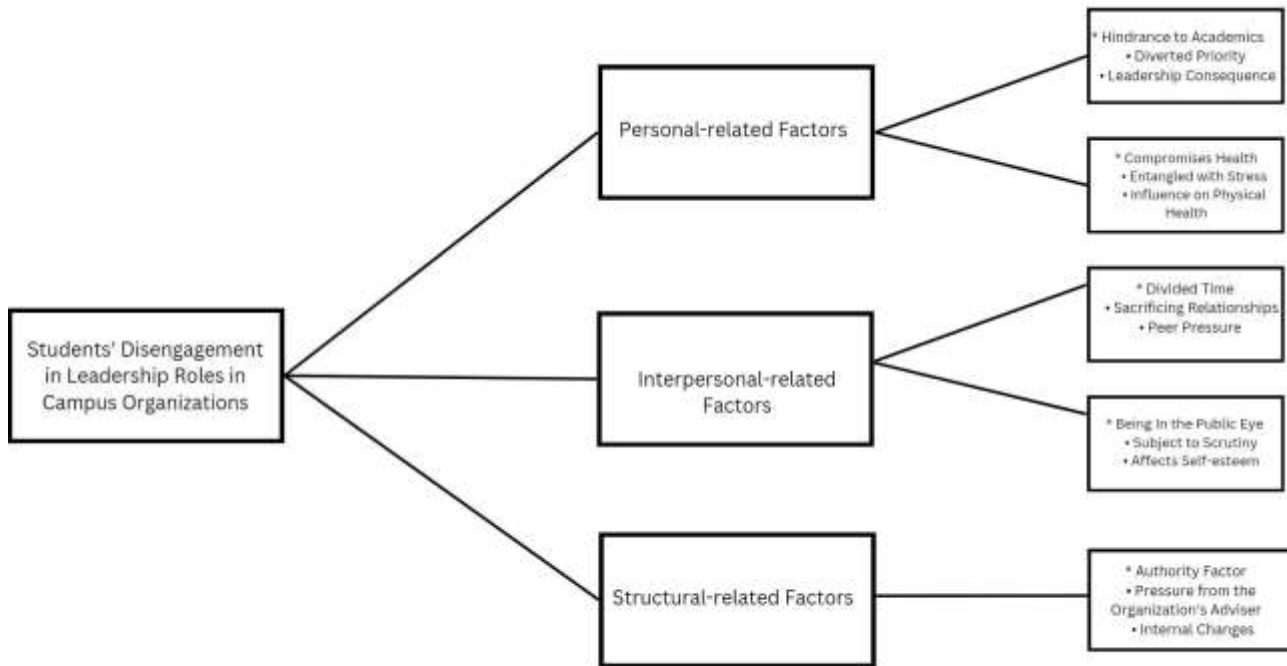 Students' Disengagement
in Leadership Roles in
Campus Organizations
Personal-related Factors
* Hindrance to Academics
• Diverted Priority
• Leadership Consequence
* Compromises Health
• Entangled with Stress
• Influence on Physical
Health
Interpersonal-related
Factors
* Divided Time
• Sacrificing Relationships
• Peer Pressure
* Being In the Public Eye
• Subject to Scrutiny
• Affects Self-esteem
Structural-related Factors
* Authority Factor
• Pressure from the
Organization's Adviser
• Internal Changes